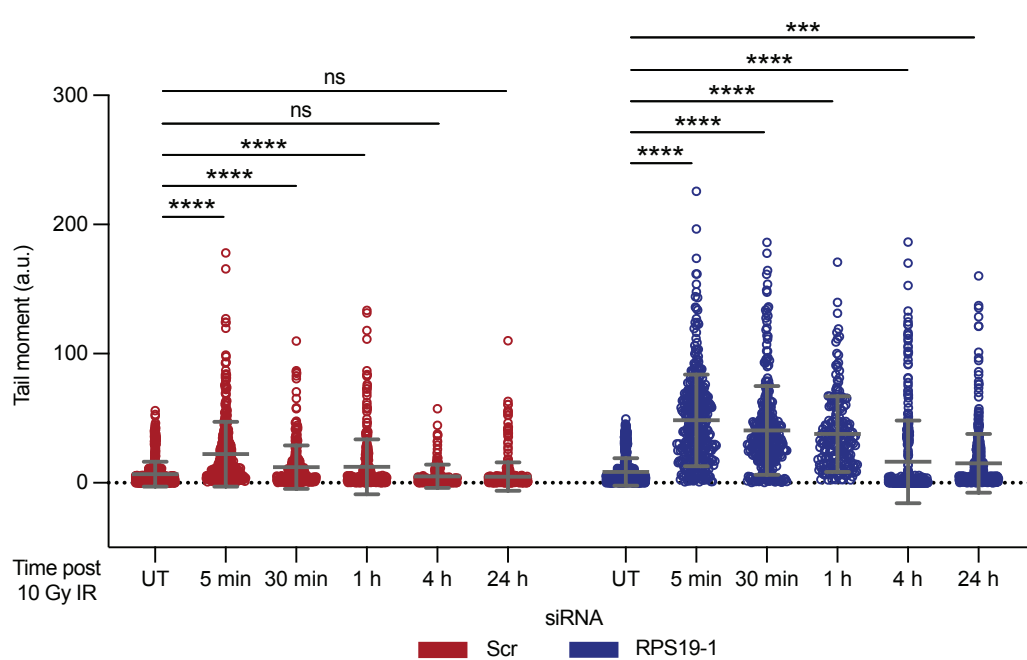 ***
ns
****
300
ns
****
****
****
****
****
****
200
Tail moment (a.u.)
100
0
Time post
10 Gy IR
UT 5 min 30 min 1 h 4 h 24 h UT 5 min 30 min 1 h 4 h 24 h
siRNA
Scr RPS19-1